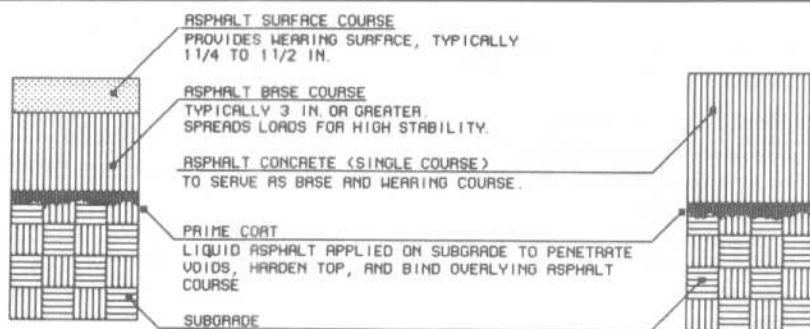 ASPHALT SURFACE COURSE
PROVIDES WEARING SURFACE, TYPICALLY
1 1/4 TO 1 1/2 IN.
ASPHALT BASE COURSE
TYPICALLY 3 IN. OR GREATER.
SPREADS LOADS FOR HIGH STABILITY.
ASPHALT CONCRETE (SINGLE COURSE)
TO SERVE AS BASE AND WEARING COURSE.
PRIME COAT
LIQUID ASPHALT APPLIED ON SUBGRADE TO PENETRATE
VOIDS, HARDEN TOP, AND BIND OVERLYING ASPHALT
COURSE
SUBGRADE